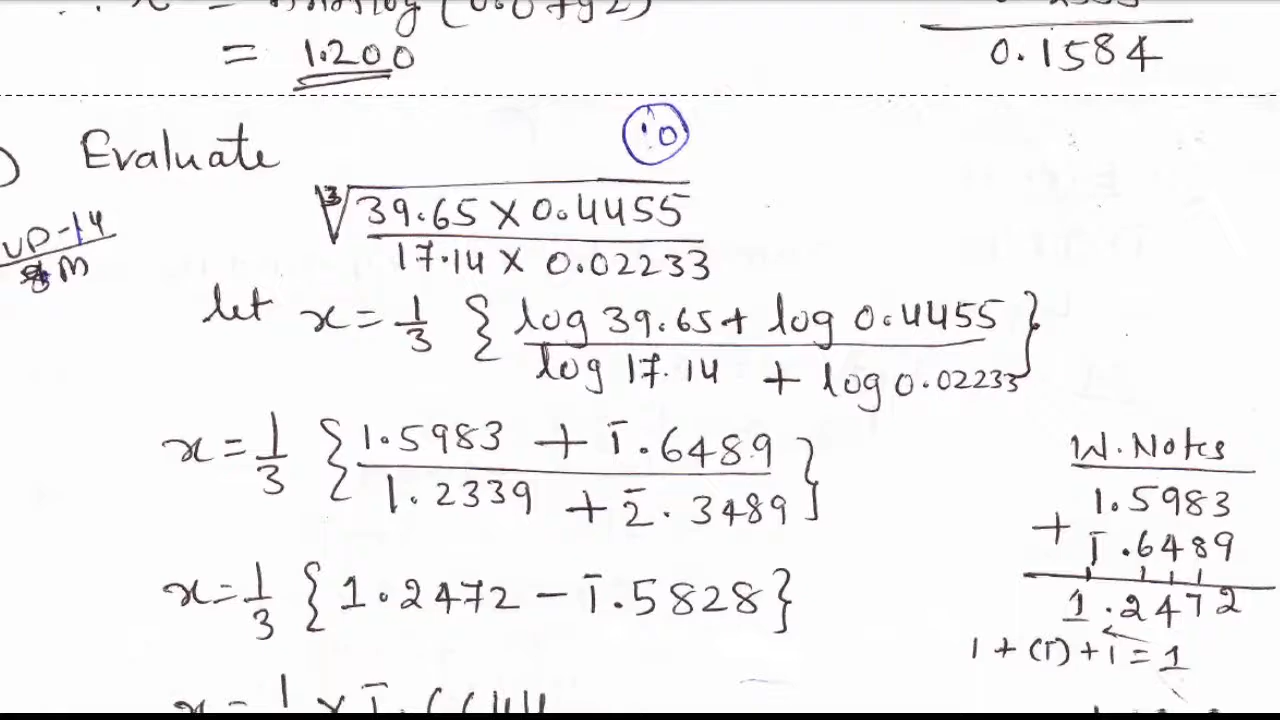 = 1.200
0.1584
10
Evaluate
∛((39.65 × 0.4455) / (17.14 × 0.02233))
let x = 1/3 { (log 39.65 + log 0.4455) / (log 17.14 + log 0.02233) }
x = 1/3 { (1.5983 + 1̄.6489) / (1.2339 + 2̄.3489) }
x = 1/3 { 1.2472 - 1̄.5828 }
W. Notes
1.5983
+ 1̄.6489
1.2472
1 + (1̄) + 1 = 1